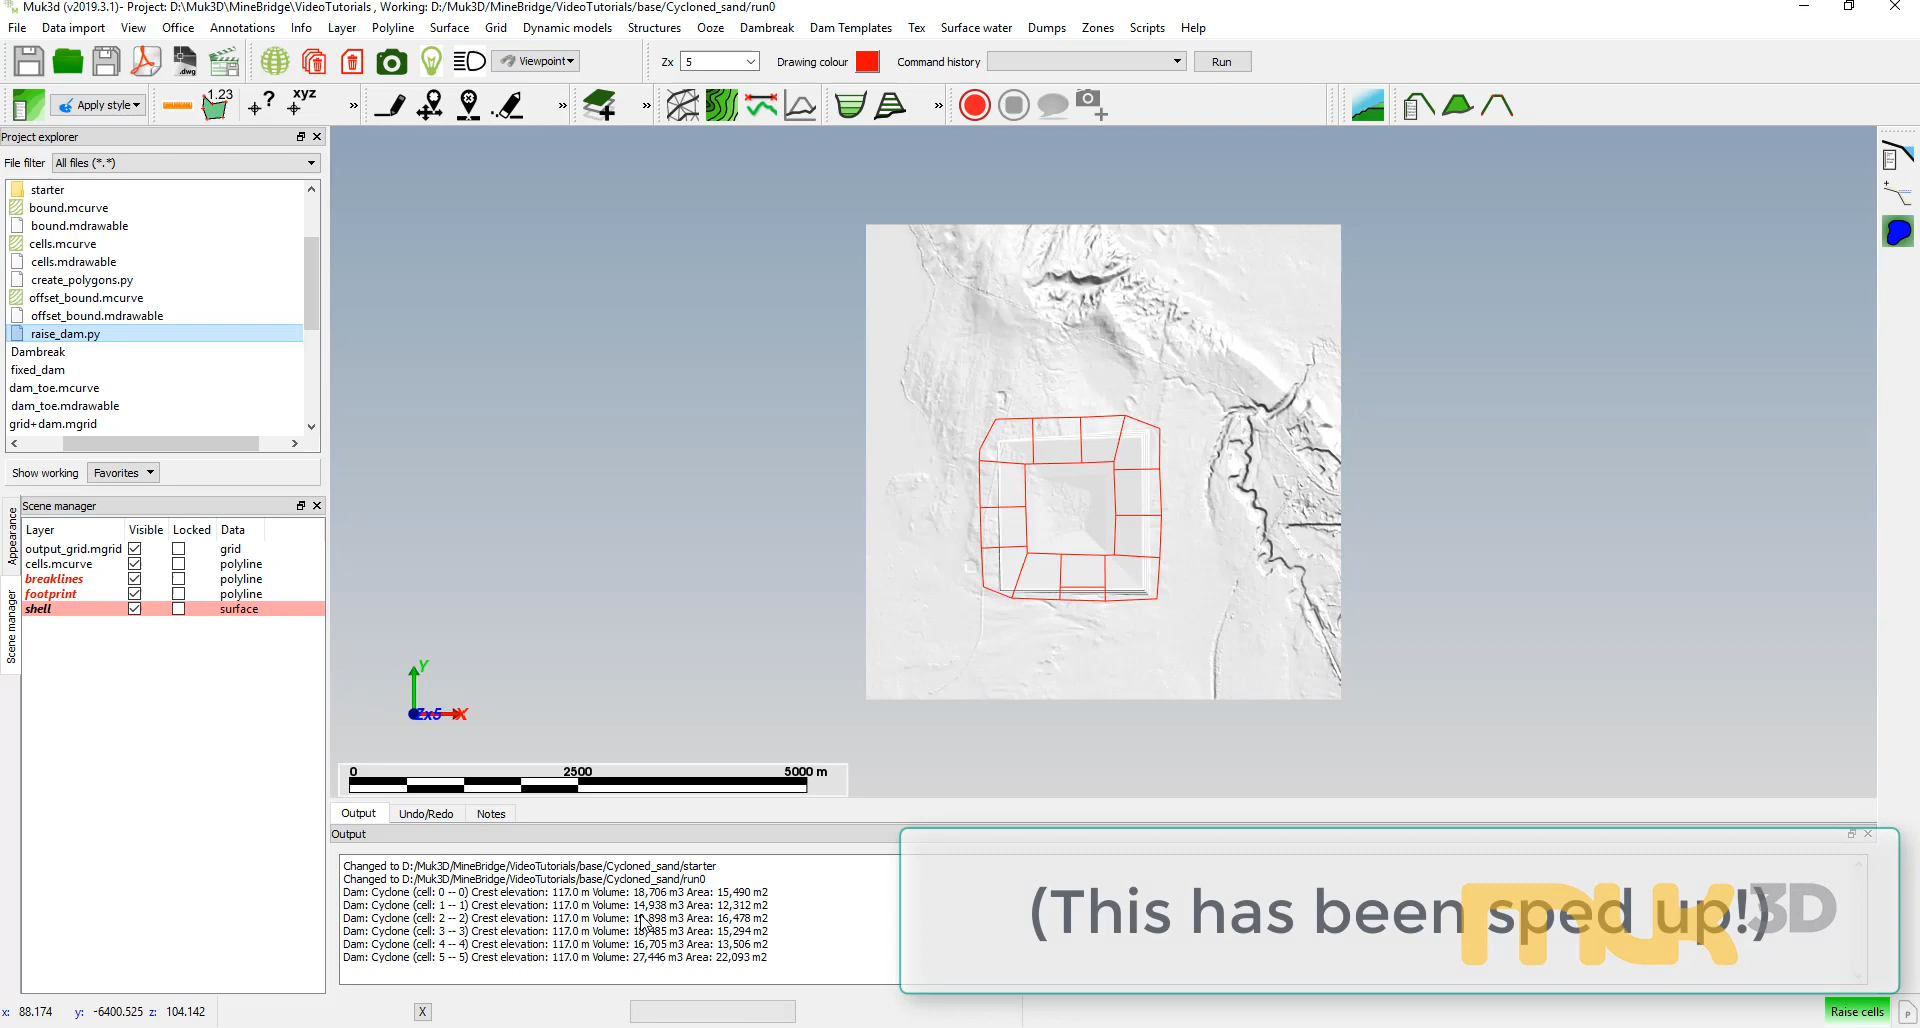 Muk3d (v2019.3.1)- Project: D:\Muk3D\MineBridge\VideoTutorials , Working: D:/Muk3D/MineBridge/VideoTutorials/base/Cycloned_sand/run0
File Data import View Office Annotations Info Layer Polyline Surface Grid Dynamic models Structures Ooze Dambreak Dam Templates Tex Surface water Dumps Zones Scripts Help
.dwg Viewpoint Zx 5 Drawing colour Command history Run
Apply style 1.23 ? xyz » » » »
Project explorer
File filter All files (*.*)
starter
bound.mcurve
bound.mdrawable
cells.mcurve
cells.mdrawable
create_polygons.py
offset_bound.mcurve
offset_bound.mdrawable
raise_dam.py
Dambreak
fixed_dam
dam_toe.mcurve
dam_toe.mdrawable
grid+dam.mgrid
Show working Favorites
Scene manager
Appearance
Scene manager
Layer Visible Locked Data
output_grid.mgrid grid
cells.mcurve polyline
breaklines polyline
footprint polyline
shell surface
Y
Zx5 X
0 2500 5000 m
Output Undo/Redo Notes
Output
Changed to D:/Muk3D/MineBridge/VideoTutorials/base/Cycloned_sand/starter
Changed to D:/Muk3D/MineBridge/VideoTutorials/base/Cycloned_sand/run0
Dam: Cyclone (cell: 0 -- 0) Crest elevation: 117.0 m Volume: 18,706 m3 Area: 15,490 m2
Dam: Cyclone (cell: 1 -- 1) Crest elevation: 117.0 m Volume: 14,938 m3 Area: 12,312 m2
Dam: Cyclone (cell: 2 -- 2) Crest elevation: 117.0 m Volume: m3 Area: 16,478 m2
Dam: Cyclone (cell: 3 -- 3) Crest elevation: 117.0 m Volume: m3 Area: 15,294 m2
Dam: Cyclone (cell: 4 -- 4) Crest elevation: 117.0 m Volume: 16,705 m3 Area: 13,506 m2
Dam: Cyclone (cell: 5 -- 5) Crest elevation: 117.0 m Volume: 27,446 m3 Area: 22,093 m2
(This has been sped up!)
muk3D
x: 88.174 y: -6400.525 z: 104.142 X Raise cells P